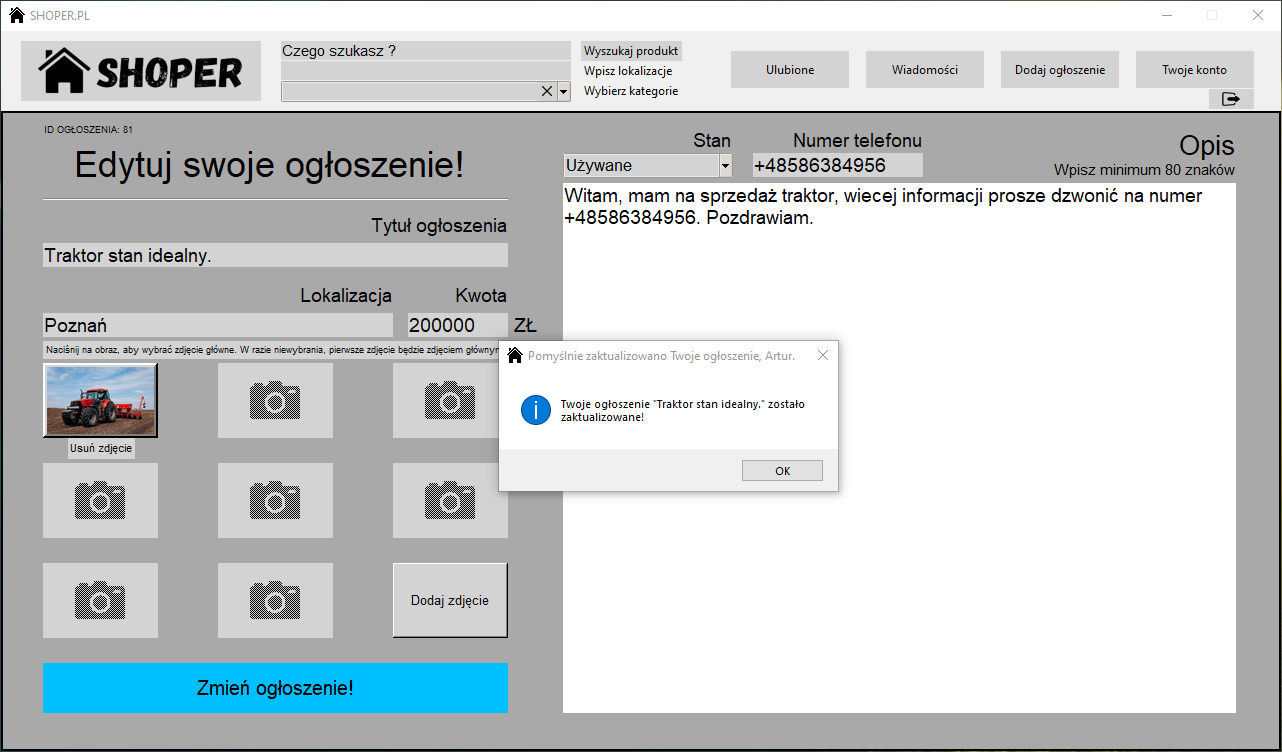 SHOPER.PL
SHOPER
Czego szukasz ?
Wyszukaj produkt
Wpisz lokalizacje
Wybierz kategorie
Ulubione
Wiadomości
Dodaj ogłoszenie
Twoje konto
ID OGŁOSZENIA: 81
Edytuj swoje ogłoszenie!
Tytuł ogłoszenia
Traktor stan idealny.
Lokalizacja
Kwota
Poznań
200000
ZŁ
Naciśnij na obraz, aby wybrać zdjęcie główne. W razie niewybrania, pierwsze zdjęcie będzie zdjęciem głównym
Usuń zdjęcie
Dodaj zdjęcie
Zmień ogłoszenie!
Stan
Używane
Numer telefonu
+48586384956
Opis
Wpisz minimum 80 znaków
Witam, mam na sprzedaż traktor, wiecej informacji prosze dzwonić na numer
+48586384956. Pozdrawiam.
Pomyślnie zaktualizowano Twoje ogłoszenie, Artur.
Twoje ogłoszenie "Traktor stan idealny." zostało
zaktualizowane!
OK